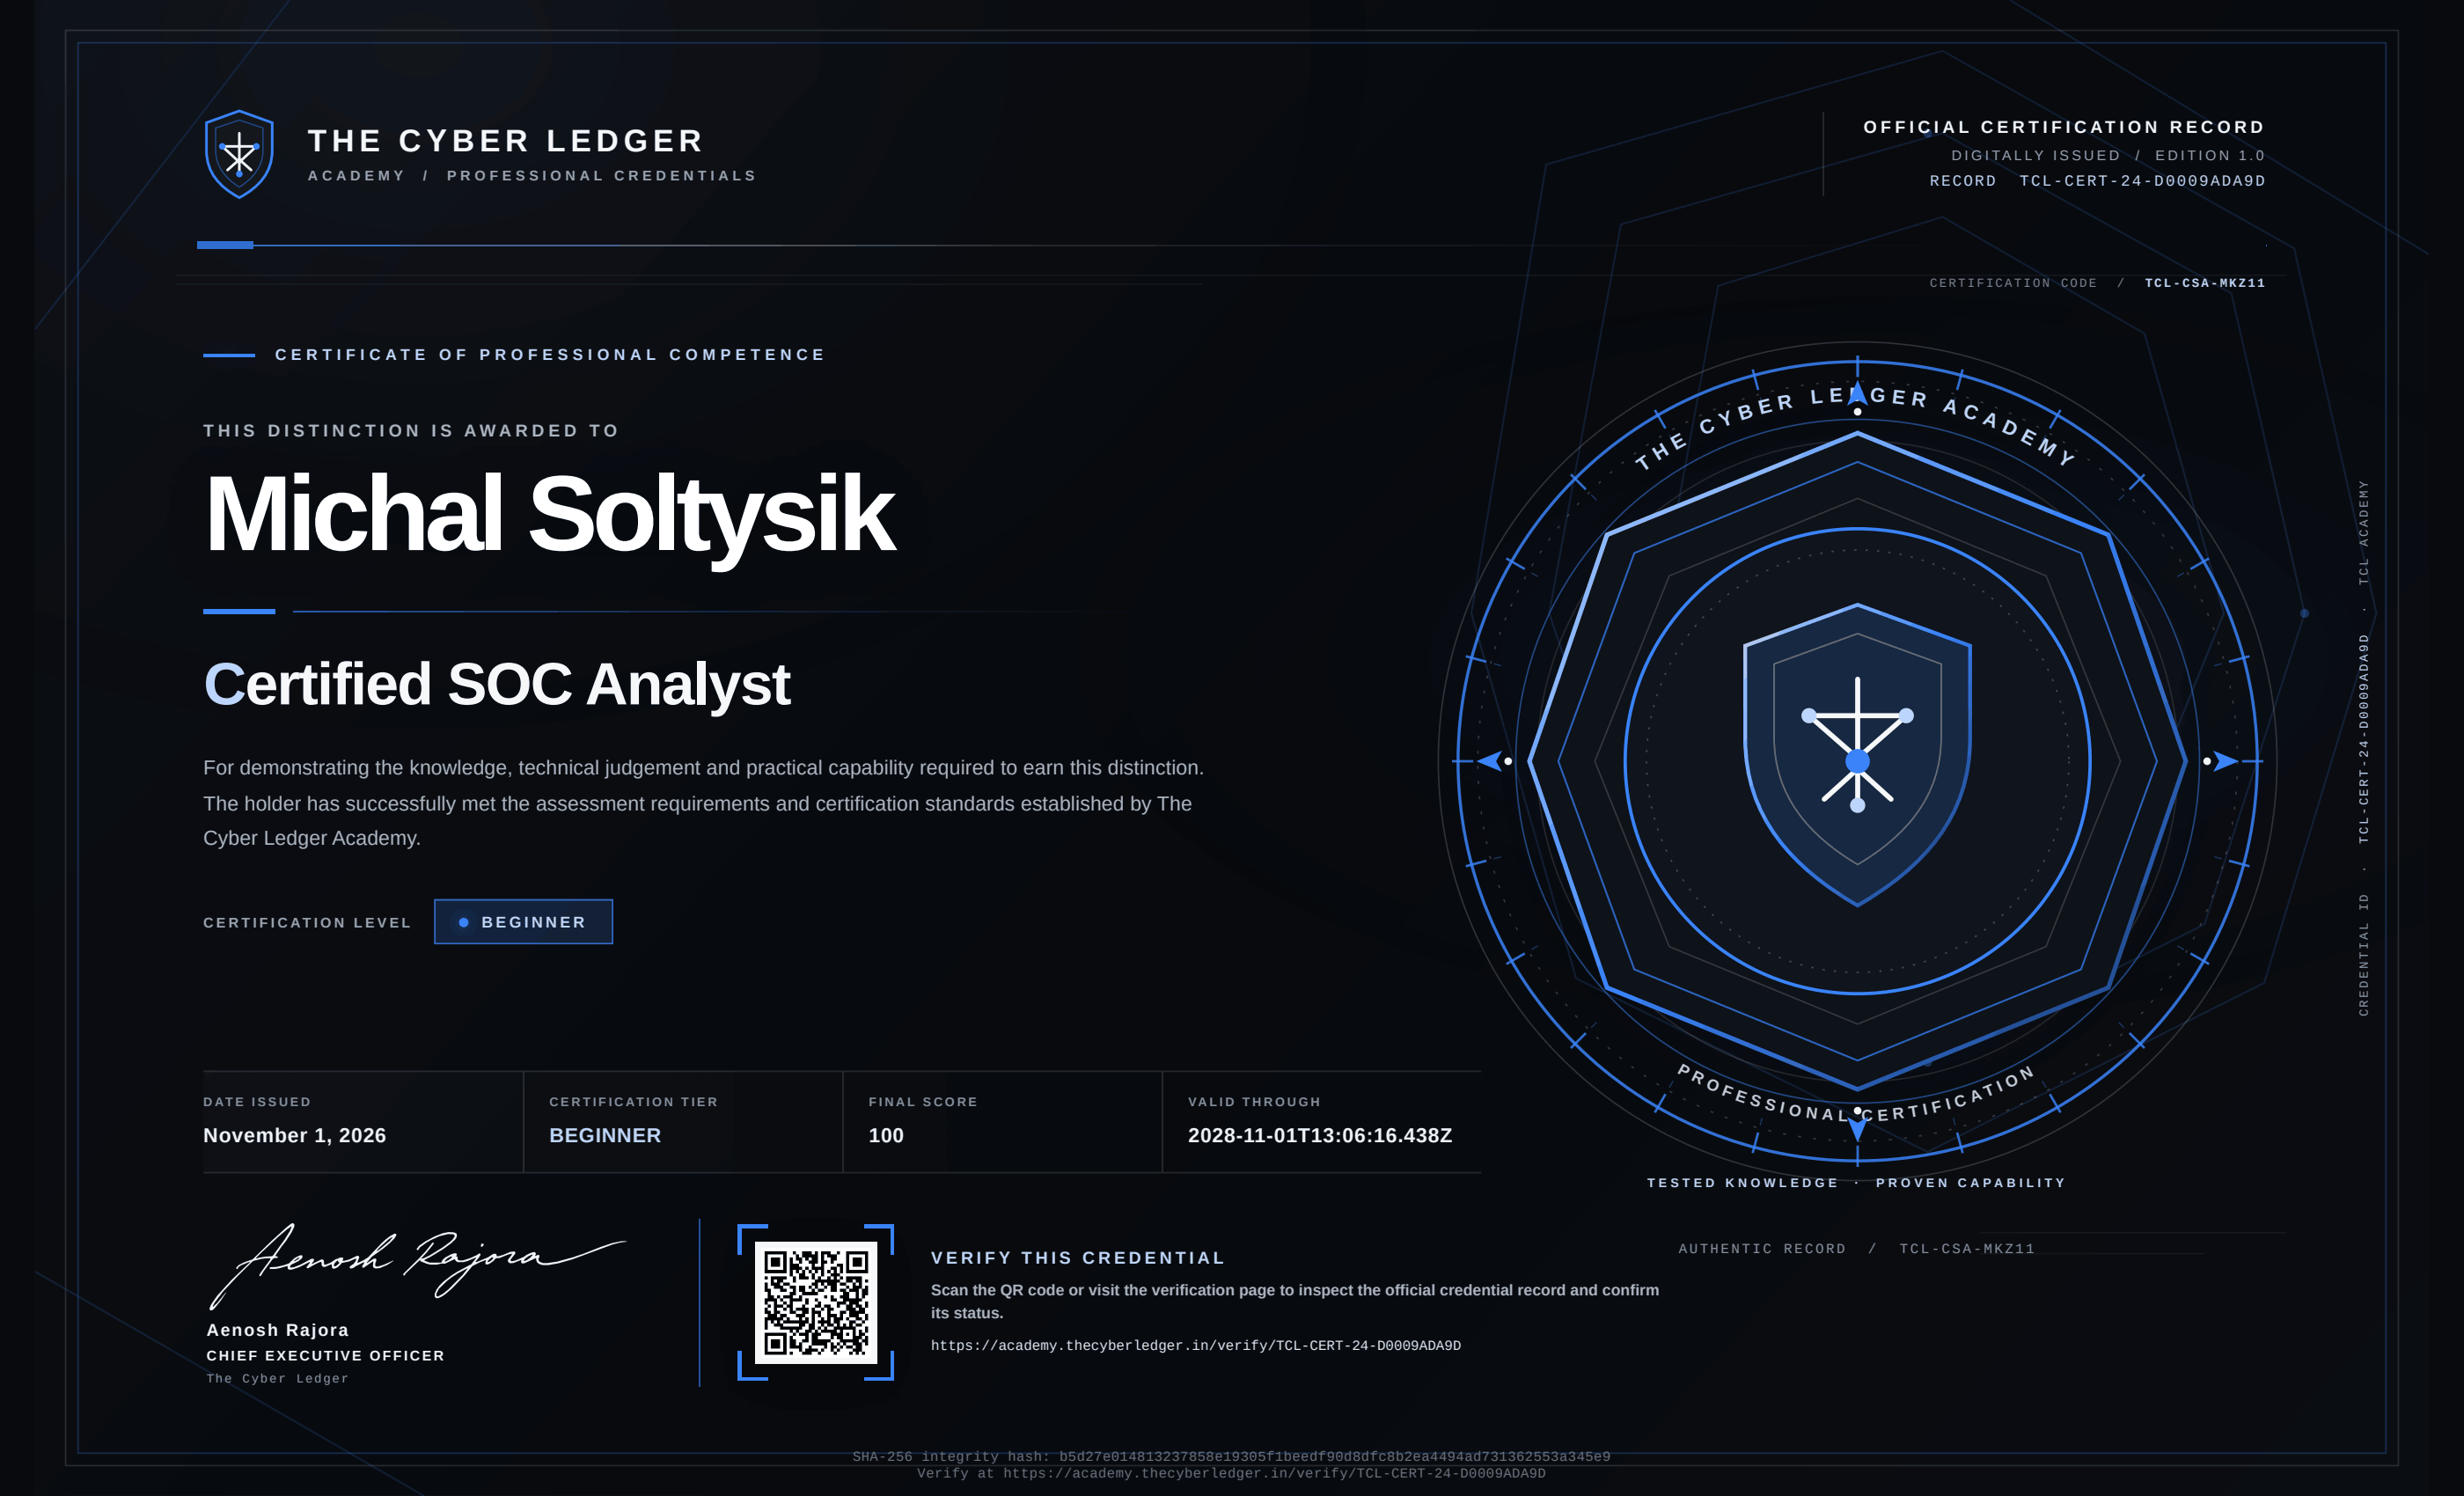 THE CYBER LEDGER
ACADEMY / PROFESSIONAL CREDENTIALS
OFFICIAL CERTIFICATION RECORD
DIGITALLY ISSUED / EDITION 1.0
RECORD TCL-CERT-24-D0009ADA9D
CERTIFICATION CODE / TCL-CSA-MKZ11
CERTIFICATE OF PROFESSIONAL COMPETENCE
THIS DISTINCTION IS AWARDED TO
Michal Soltysik
Certified SOC Analyst
For demonstrating the knowledge, technical judgement and practical capability required to earn this distinction.
The holder has successfully met the assessment requirements and certification standards established by The
Cyber Ledger Academy.
CERTIFICATION LEVEL BEGINNER
THE CYBER LEDGER ACADEMY
PROFESSIONAL CERTIFICATION
TESTED KNOWLEDGE · PROVEN CAPABILITY
AUTHENTIC RECORD / TCL-CSA-MKZ11
CREDENTIAL ID · TCL-CERT-24-D0009ADA9D · TCL ACADEMY
DATE ISSUED
November 1, 2026
CERTIFICATION TIER
BEGINNER
FINAL SCORE
100
VALID THROUGH
2028-11-01T13:06:16.438Z
Aenosh Rajora
Aenosh Rajora
CHIEF EXECUTIVE OFFICER
The Cyber Ledger
VERIFY THIS CREDENTIAL
Scan the QR code or visit the verification page to inspect the official credential record and confirm
its status.
https://academy.thecyberledger.in/verify/TCL-CERT-24-D0009ADA9D
SHA-256 integrity hash: b5d27e014813237858e19305f1beedf90d8dfc8b2ea4494ad731362553a345e9
Verify at https://academy.thecyberledger.in/verify/TCL-CERT-24-D0009ADA9D